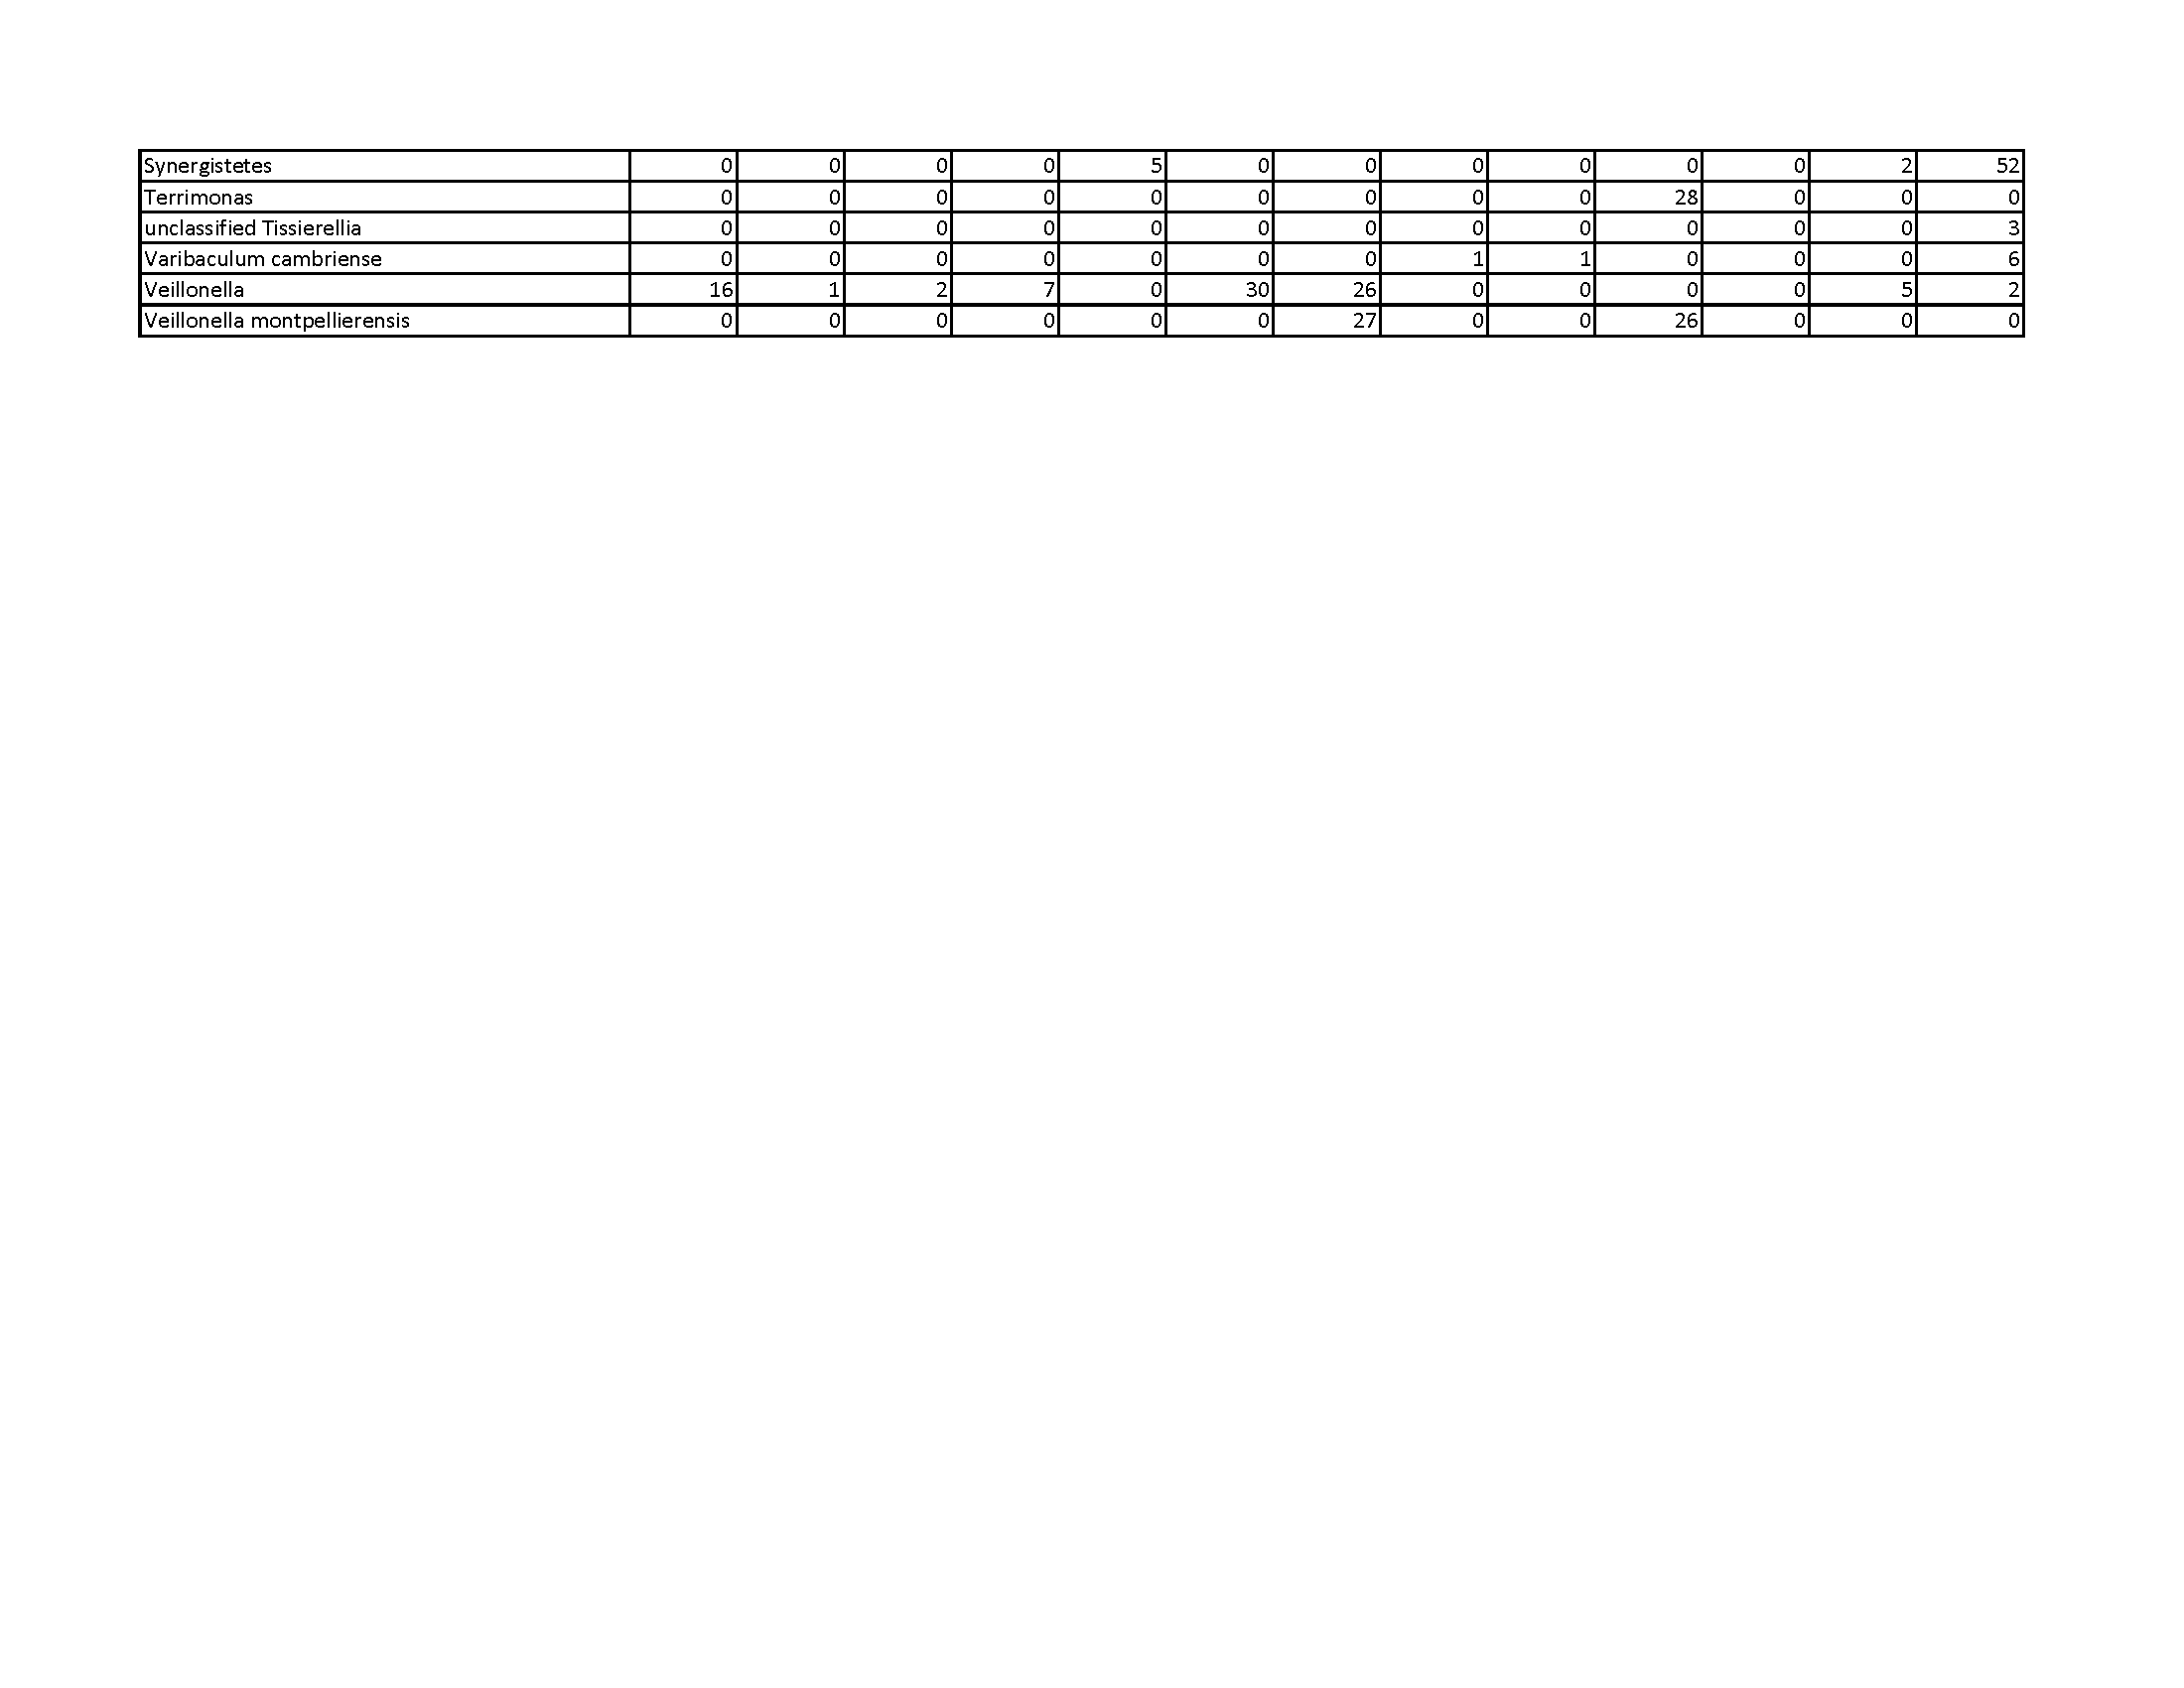 Synergistetes 0 0 0 0 5 0 0 0 0 0 0 2 52
Terrimonas 0 0 0 0 0 0 0 0 0 28 0 0 0
unclassified Tissierellia 0 0 0 0 0 0 0 0 0 0 0 0 3
Varibaculum cambriense 0 0 0 0 0 0 0 1 1 0 0 0 6
Veillonella 16 1 2 7 0 30 26 0 0 0 0 5 2
Veillonella montpellierensis 0 0 0 0 0 0 27 0 0 26 0 0 0